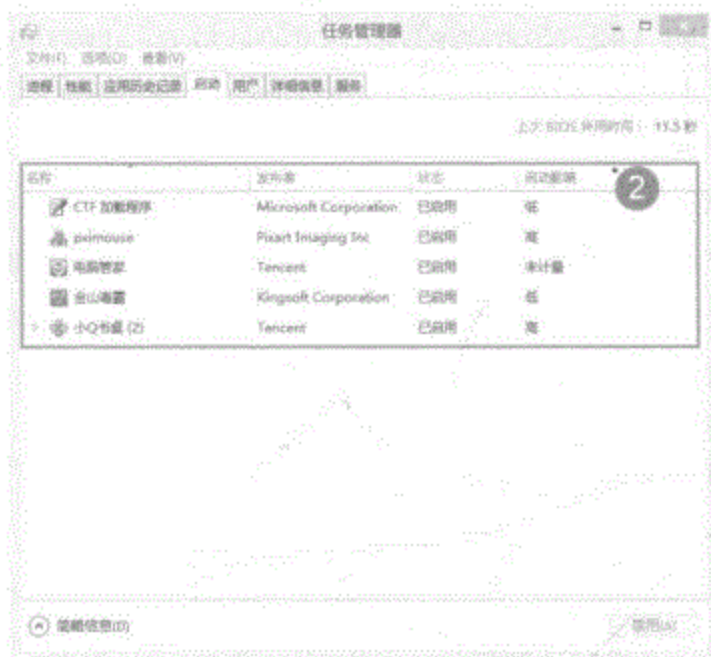 任务管理器
文件(F) 选项(O) 查看(V)
进程 性能 应用历史记录 启动 用户 详细信息 服务
上次 BIOS 所用时间: 11.5 秒
名称 发布者 状态 启动影响
2
CTF 加载程序 Microsoft Corporation 已启用 低
pximouse Pixart Imaging Inc 已启用 高
电脑管家 Tencent 已启用 未计量
金山毒霸 Kingsoft Corporation 已启用 低
小Q书桌 (2) Tencent 已启用 高
简略信息(D) 禁用(A)